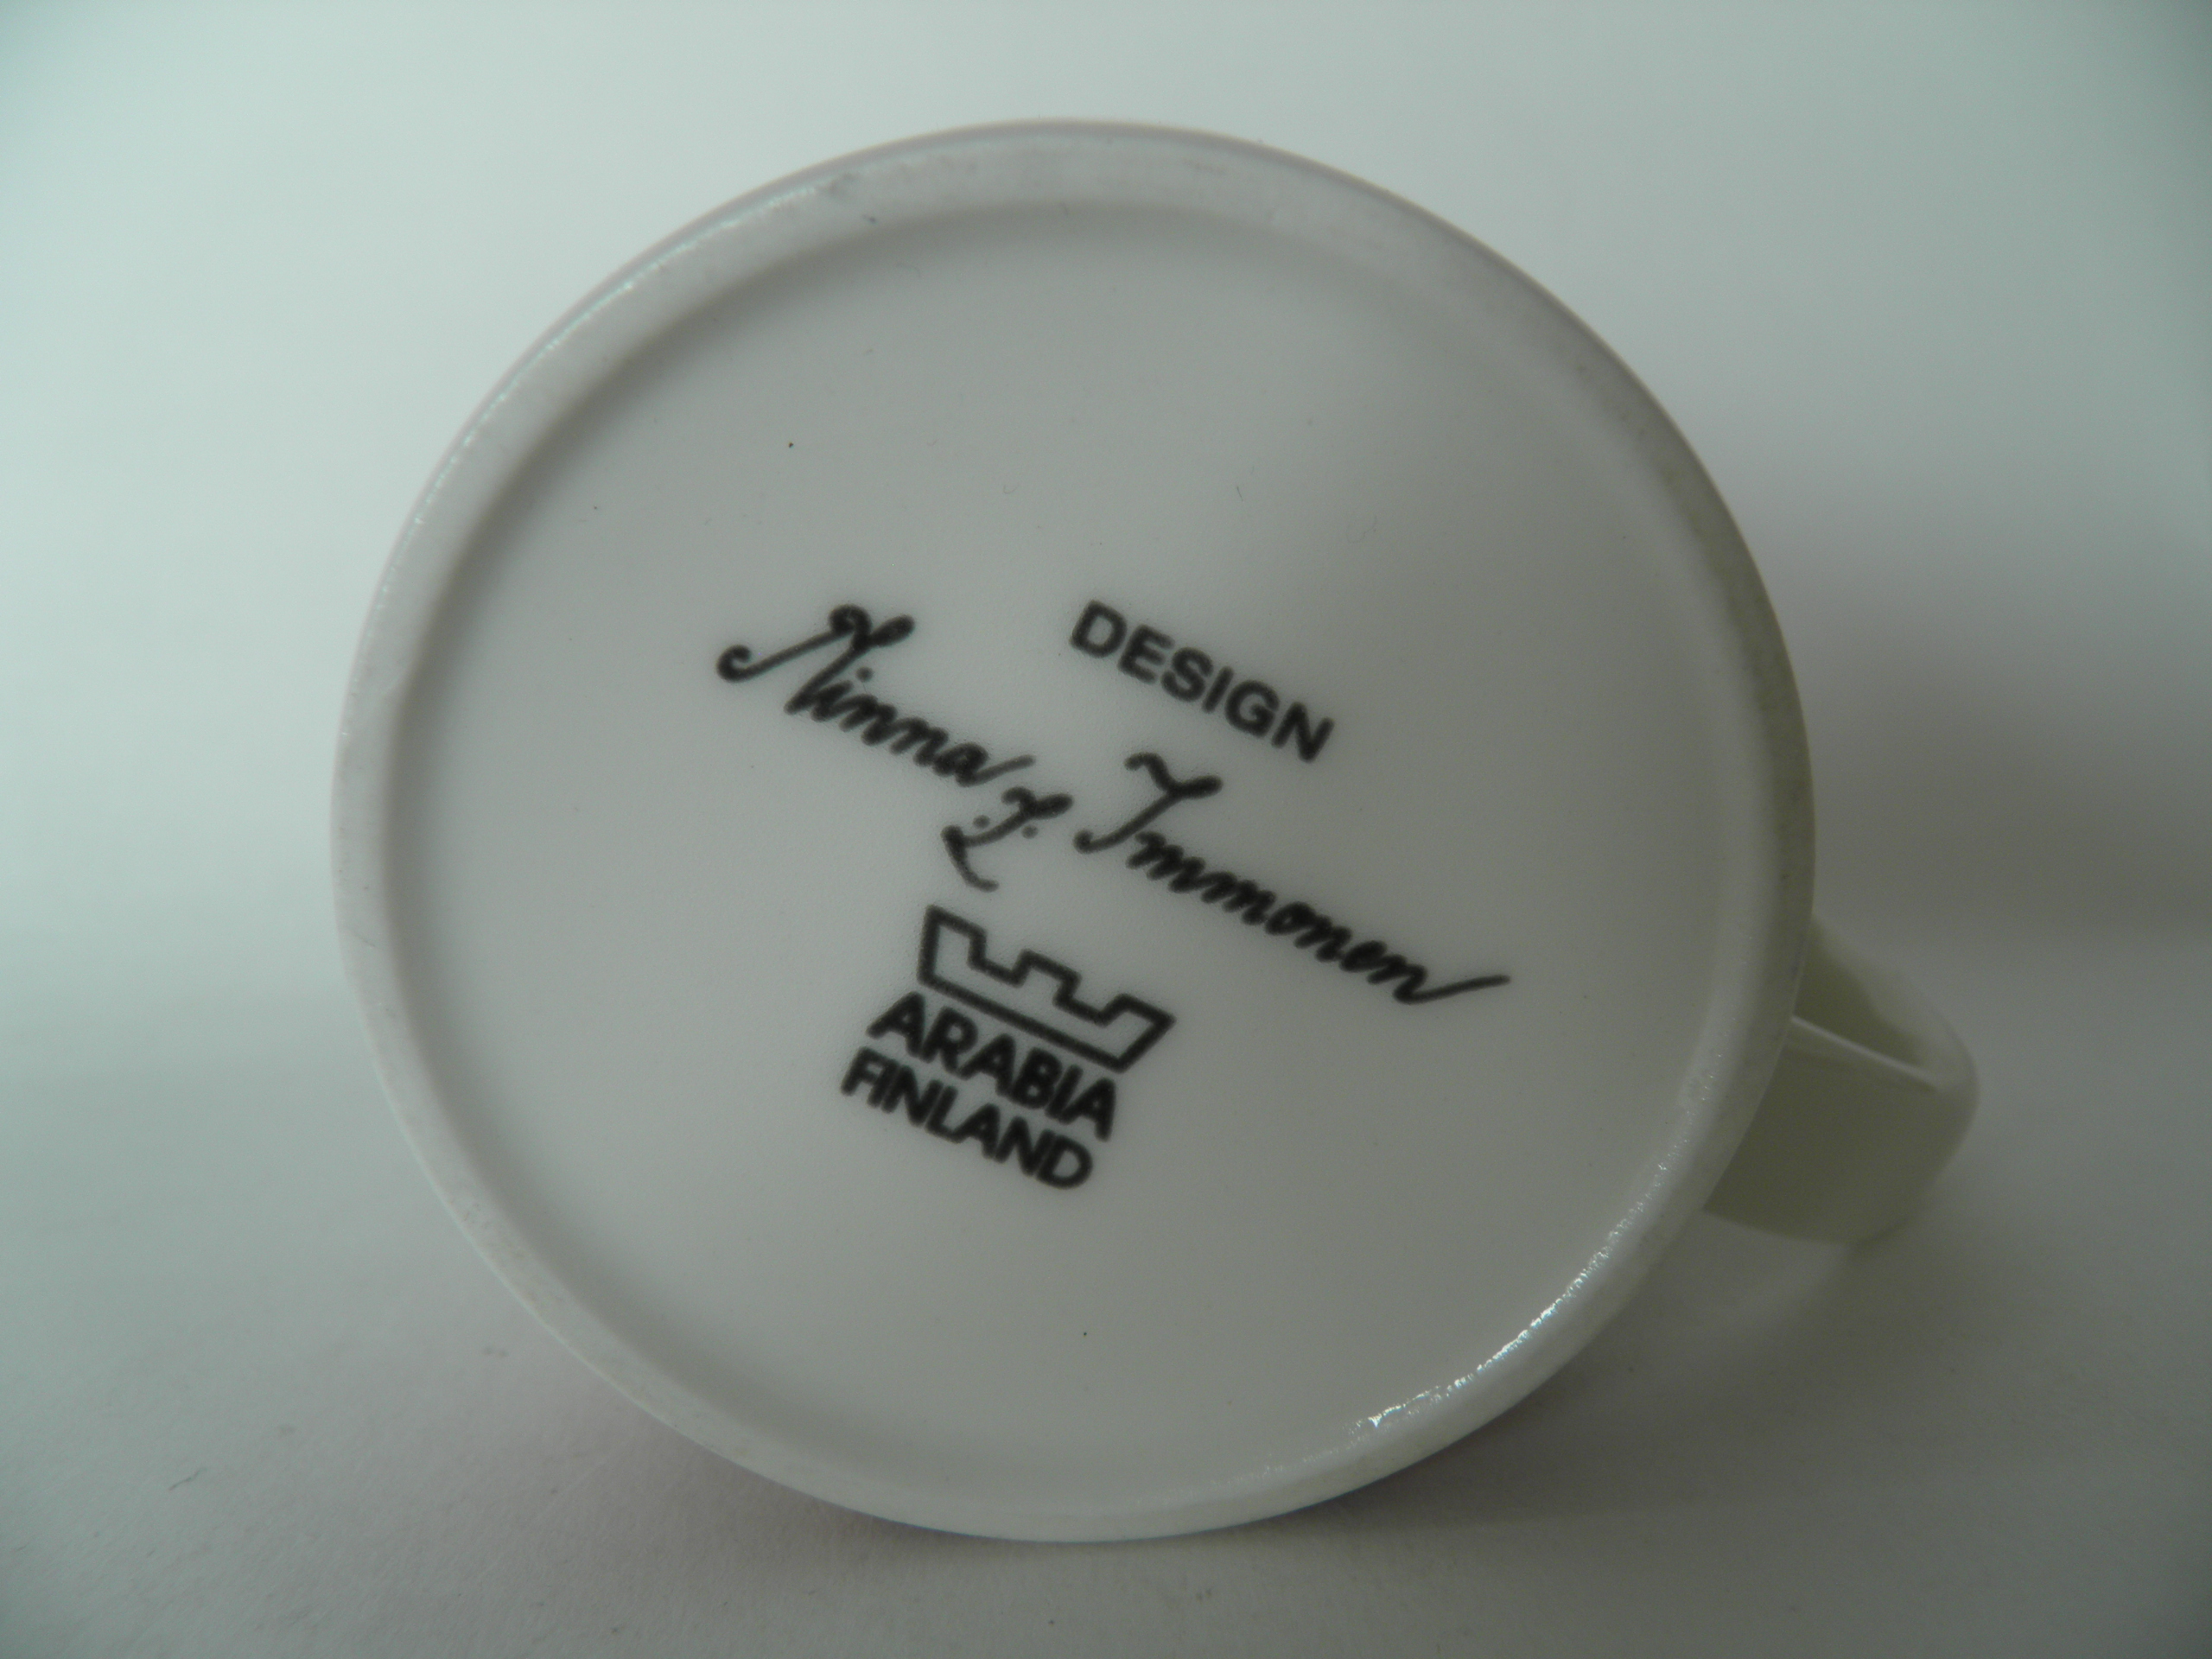 DESIGN
Minna L. Immonen
ARABIA
FINLAND